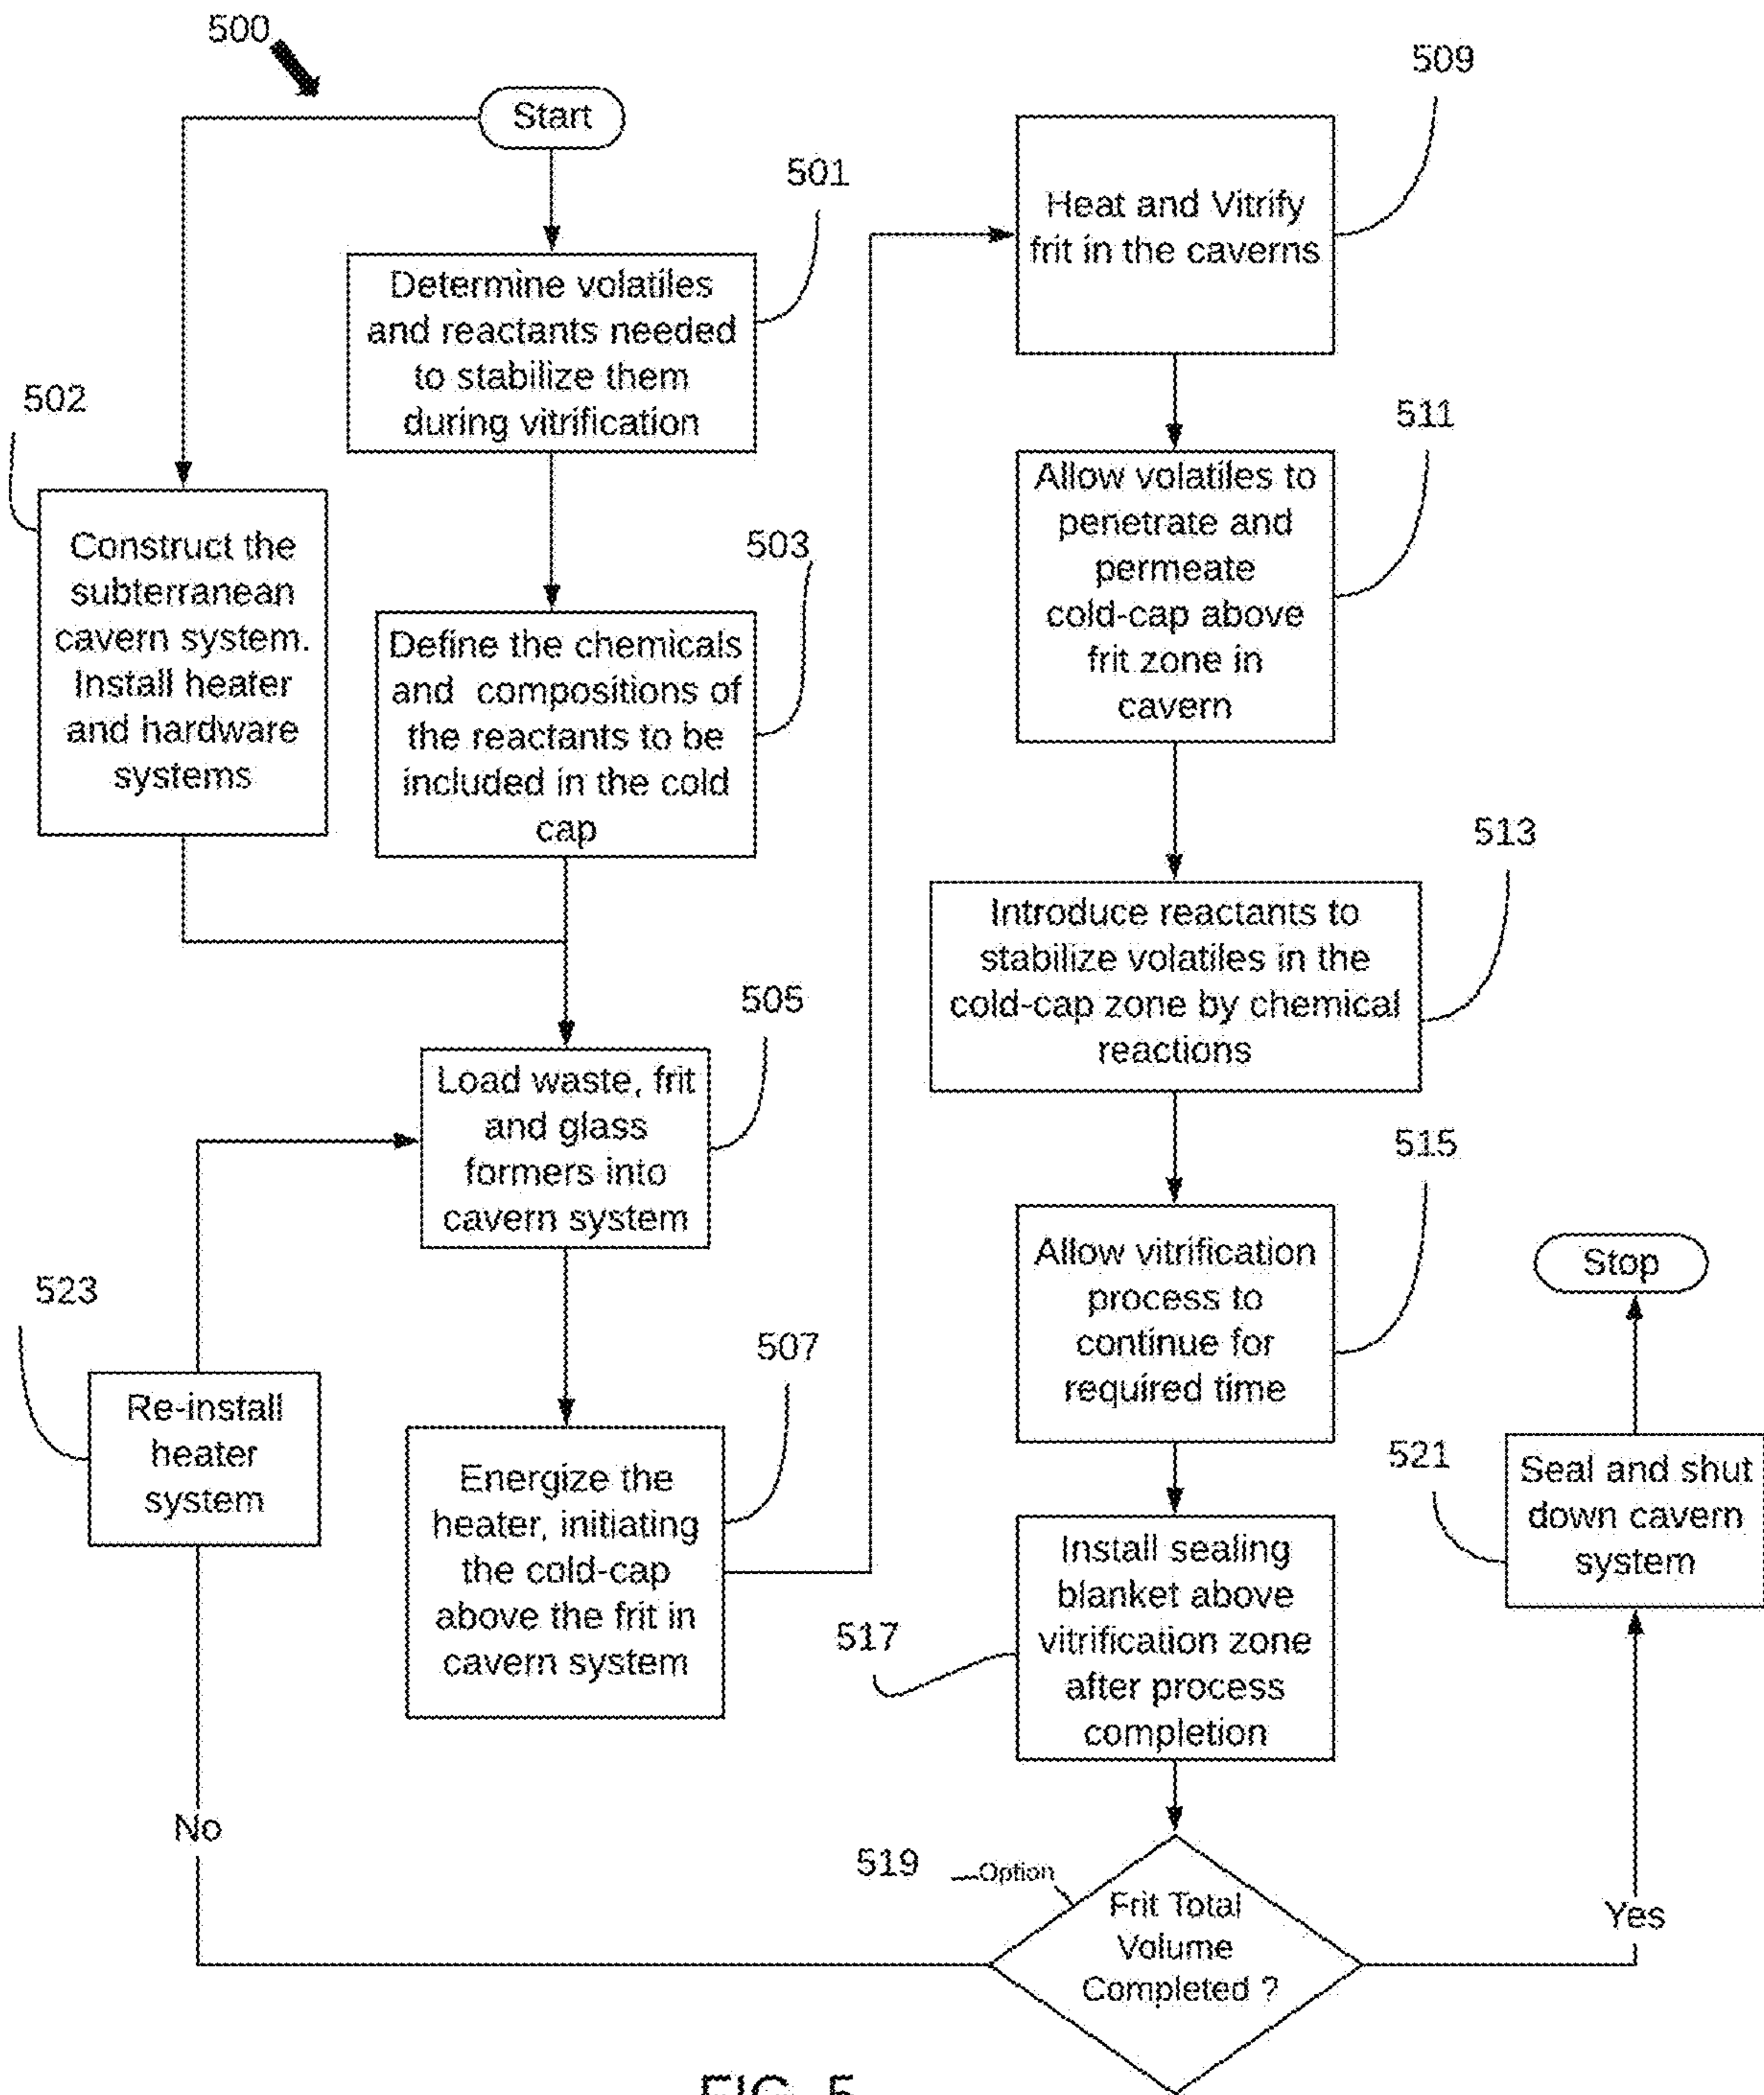 500
Start
501
Determine volatiles
and reactants needed
to stabilize them
during vitrification
502
Construct the
subterranean
cavern system.
Install heater
and hardware
systems
503
Define the chemicals
and compositions of
the reactants to be
included in the cold
cap
505
Load waste, frit
and glass
formers into
cavern system
523
Re-install
heater
system
507
Energize the
heater, initiating
the cold-cap
above the frit in
cavern system
509
Heat and Vitrify
frit in the caverns
511
Allow volatiles to
penetrate and
permeate
cold-cap above
frit zone in
cavern
513
Introduce reactants to
stabilize volatiles in the
cold-cap zone by chemical
reactions
515
Allow vitrification
process to
continue for
required time
517
Install sealing
blanket above
vitrification zone
after process
completion
519
Option
Frit Total
Volume
Completed ?
No
Yes
521
Seal and shut
down cavern
system
Stop
FIG. 5